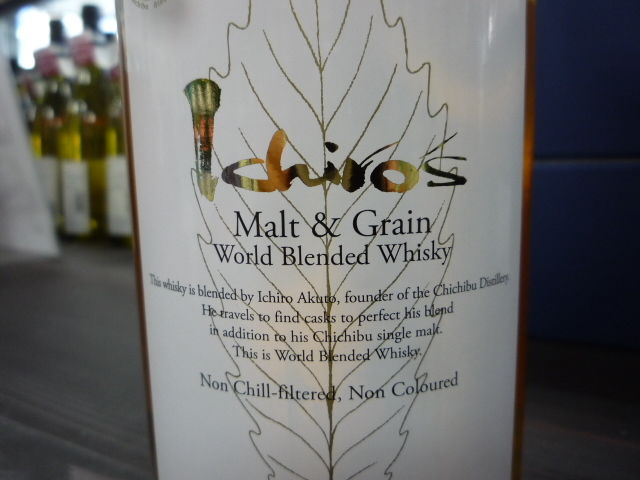 Ichiro's
Malt & Grain
World Blended Whisky
This whisky is blended by Ichiro Akuto, founder of the Chichibu Distillery.
He travels to find casks to perfect his blend
in addition to his Chichibu single malt.
This is World Blended Whisky.
Non Chill-filtered, Non Coloured